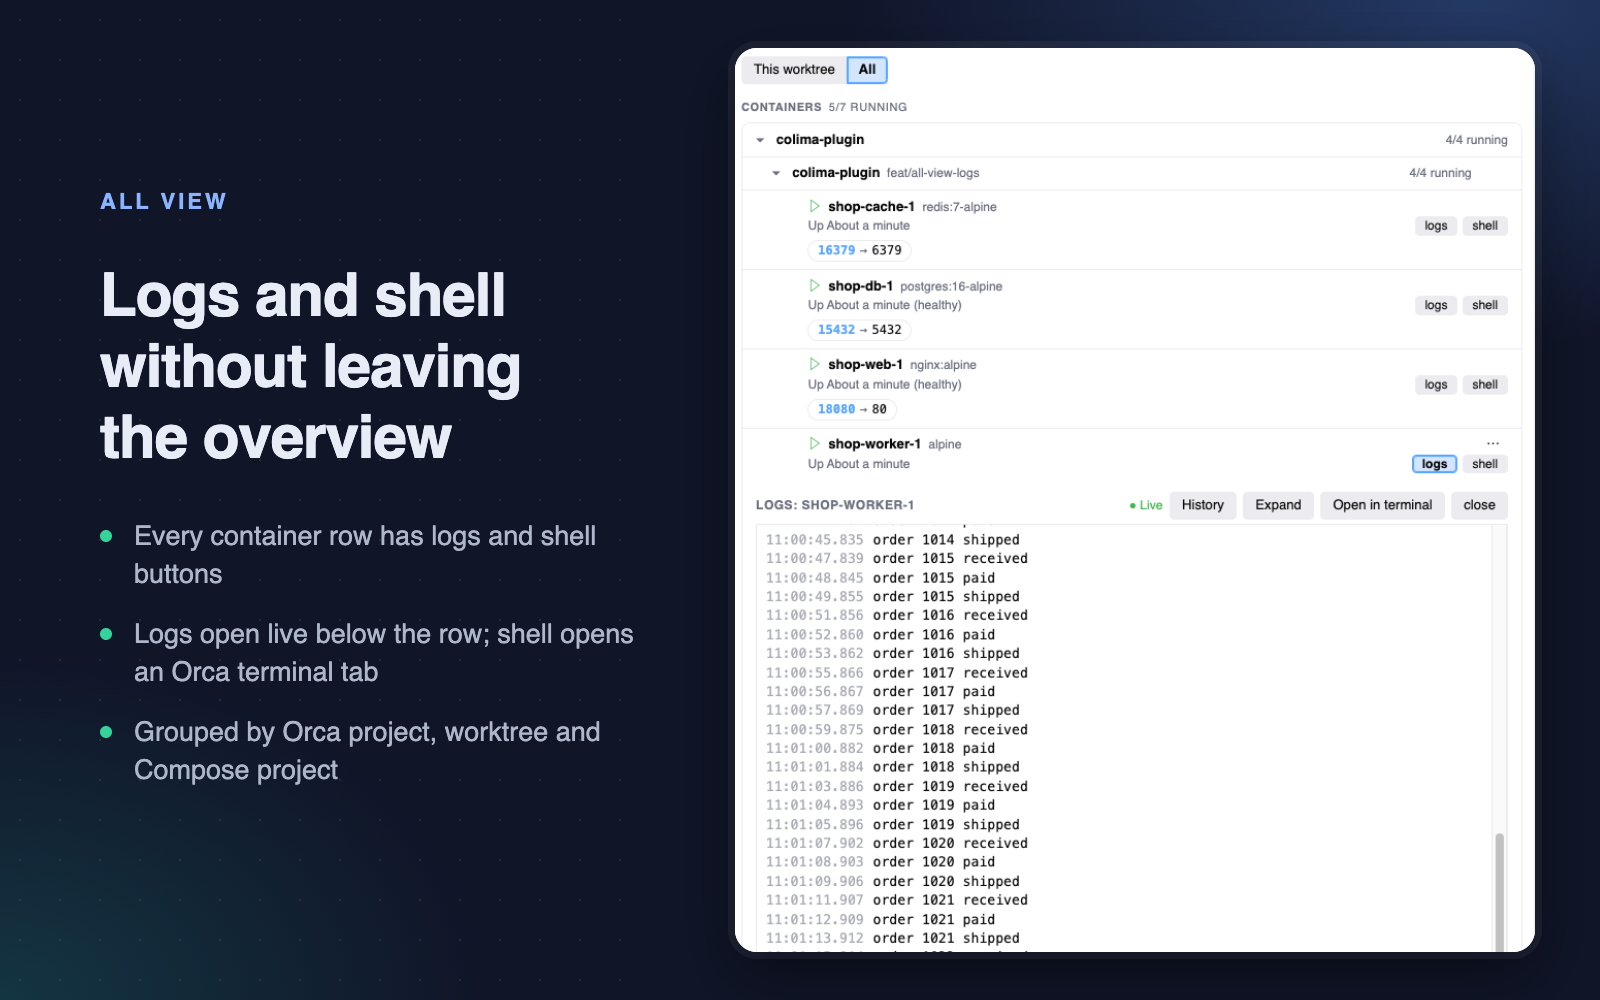 ALL VIEW
Logs and shell
without leaving
the overview
Every container row has logs and shell
buttons
Logs open live below the row; shell opens
an Orca terminal tab
Grouped by Orca project, worktree and
Compose project
This worktree All
CONTAINERS 5/7 RUNNING
colima-plugin 4/4 running
colima-plugin feat/all-view-logs 4/4 running
shop-cache-1 redis:7-alpine
Up About a minute logs shell
16379 → 6379
shop-db-1 postgres:16-alpine
Up About a minute (healthy) logs shell
15432 → 5432
shop-web-1 nginx:alpine
Up About a minute (healthy) logs shell
18080 → 80
shop-worker-1 alpine ...
Up About a minute logs shell
LOGS: SHOP-WORKER-1 Live History Expand Open in terminal close
11:00:45.835 order 1014 shipped
11:00:47.839 order 1015 received
11:00:48.845 order 1015 paid
11:00:49.855 order 1015 shipped
11:00:51.856 order 1016 received
11:00:52.860 order 1016 paid
11:00:53.862 order 1016 shipped
11:00:55.866 order 1017 received
11:00:56.867 order 1017 paid
11:00:57.869 order 1017 shipped
11:00:59.875 order 1018 received
11:01:00.882 order 1018 paid
11:01:01.884 order 1018 shipped
11:01:03.886 order 1019 received
11:01:04.893 order 1019 paid
11:01:05.896 order 1019 shipped
11:01:07.902 order 1020 received
11:01:08.903 order 1020 paid
11:01:09.906 order 1020 shipped
11:01:11.907 order 1021 received
11:01:12.909 order 1021 paid
11:01:13.912 order 1021 shipped